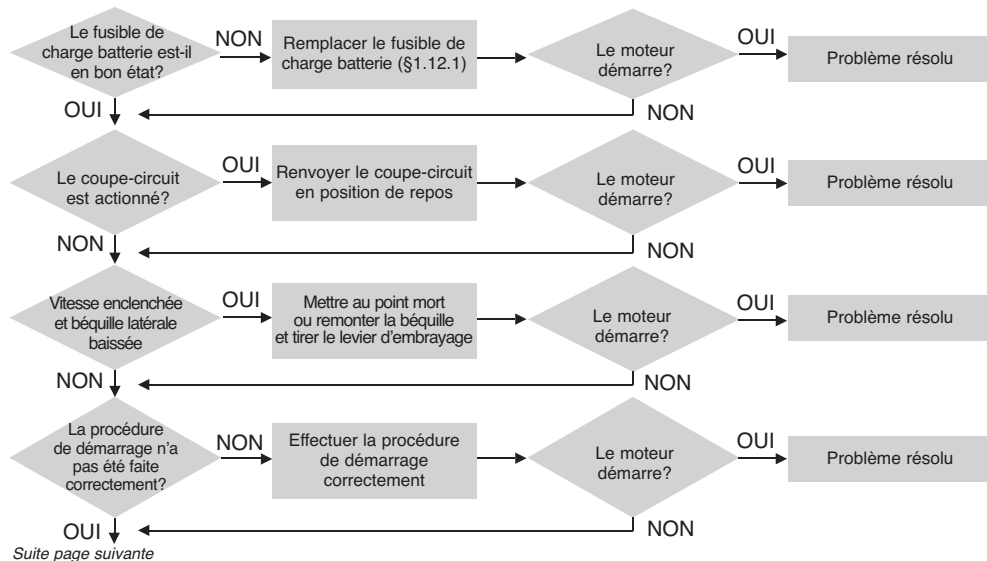 Le fusible de
charge batterie est-il
en bon état?
NON
Remplacer le fusible de
charge batterie (§1.12.1)
Le moteur
démarre?
OUI
Problème résolu
OUI
NON
Le coupe-circuit
est actionné?
OUI
Renvoyer le coupe-circuit
en position de repos
Le moteur
démarre?
OUI
Problème résolu
NON
NON
Vitesse enclenchée
et béquille latérale
baissée
OUI
Mettre au point mort
ou remonter la béquille
et tirer le levier d'embrayage
Le moteur
démarre?
OUI
Problème résolu
NON
NON
La procédure
de démarrage n'a
pas été faite
correctement?
NON
Effectuer la procédure
de démarrage
correctement
Le moteur
démarre?
OUI
Problème résolu
OUI
NON
Suite page suivante